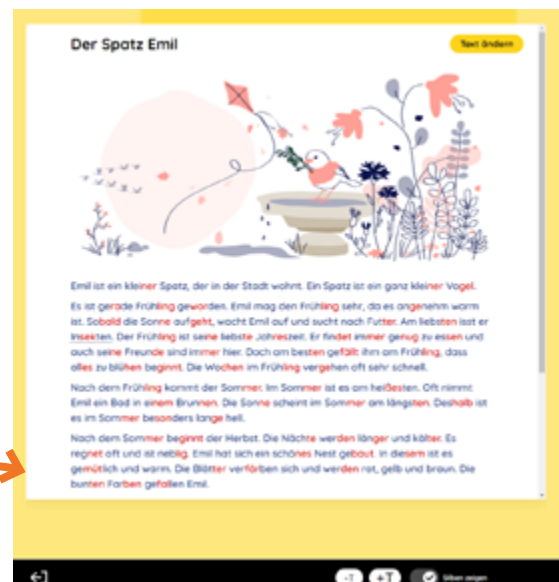 Der Spatz Emil
Text ändern
Emil ist ein kleiner Spatz, der in der Stadt wohnt. Ein Spatz ist ein ganz kleiner Vogel.
Es ist gerade Frühling geworden. Emil mag den Frühling sehr, da es angenehm warm
ist. Sobald die Sonne aufgeht, wacht Emil auf und sucht nach Futter. Am liebsten isst er
Insekten. Der Frühling ist seine liebste Jahreszeit. Er findet immer genug zu essen und
auch seine Freunde sind immer hier. Doch am besten gefällt ihm am Frühling, dass
alles zu blühen beginnt. Die Wochen im Frühling vergehen oft sehr schnell.
Nach dem Frühling kommt der Sommer. Im Sommer ist es am heißesten. Oft nimmt
Emil ein Bad in einem Brunnen. Die Sonne scheint im Sommer am längsten. Deshalb ist
es im Sommer besonders lange hell.
Nach dem Sommer beginnt der Herbst. Die Nächte werden länger und kälter. Es
regnet oft und ist neblig. Emil hat sich ein schönes Nest gebaut. In diesem ist es
gemütlich und warm. Die Blätter verfärben sich und werden rot, gelb und braun. Die
bunten Farben gefallen Emil.
-T +T Silben zeigen